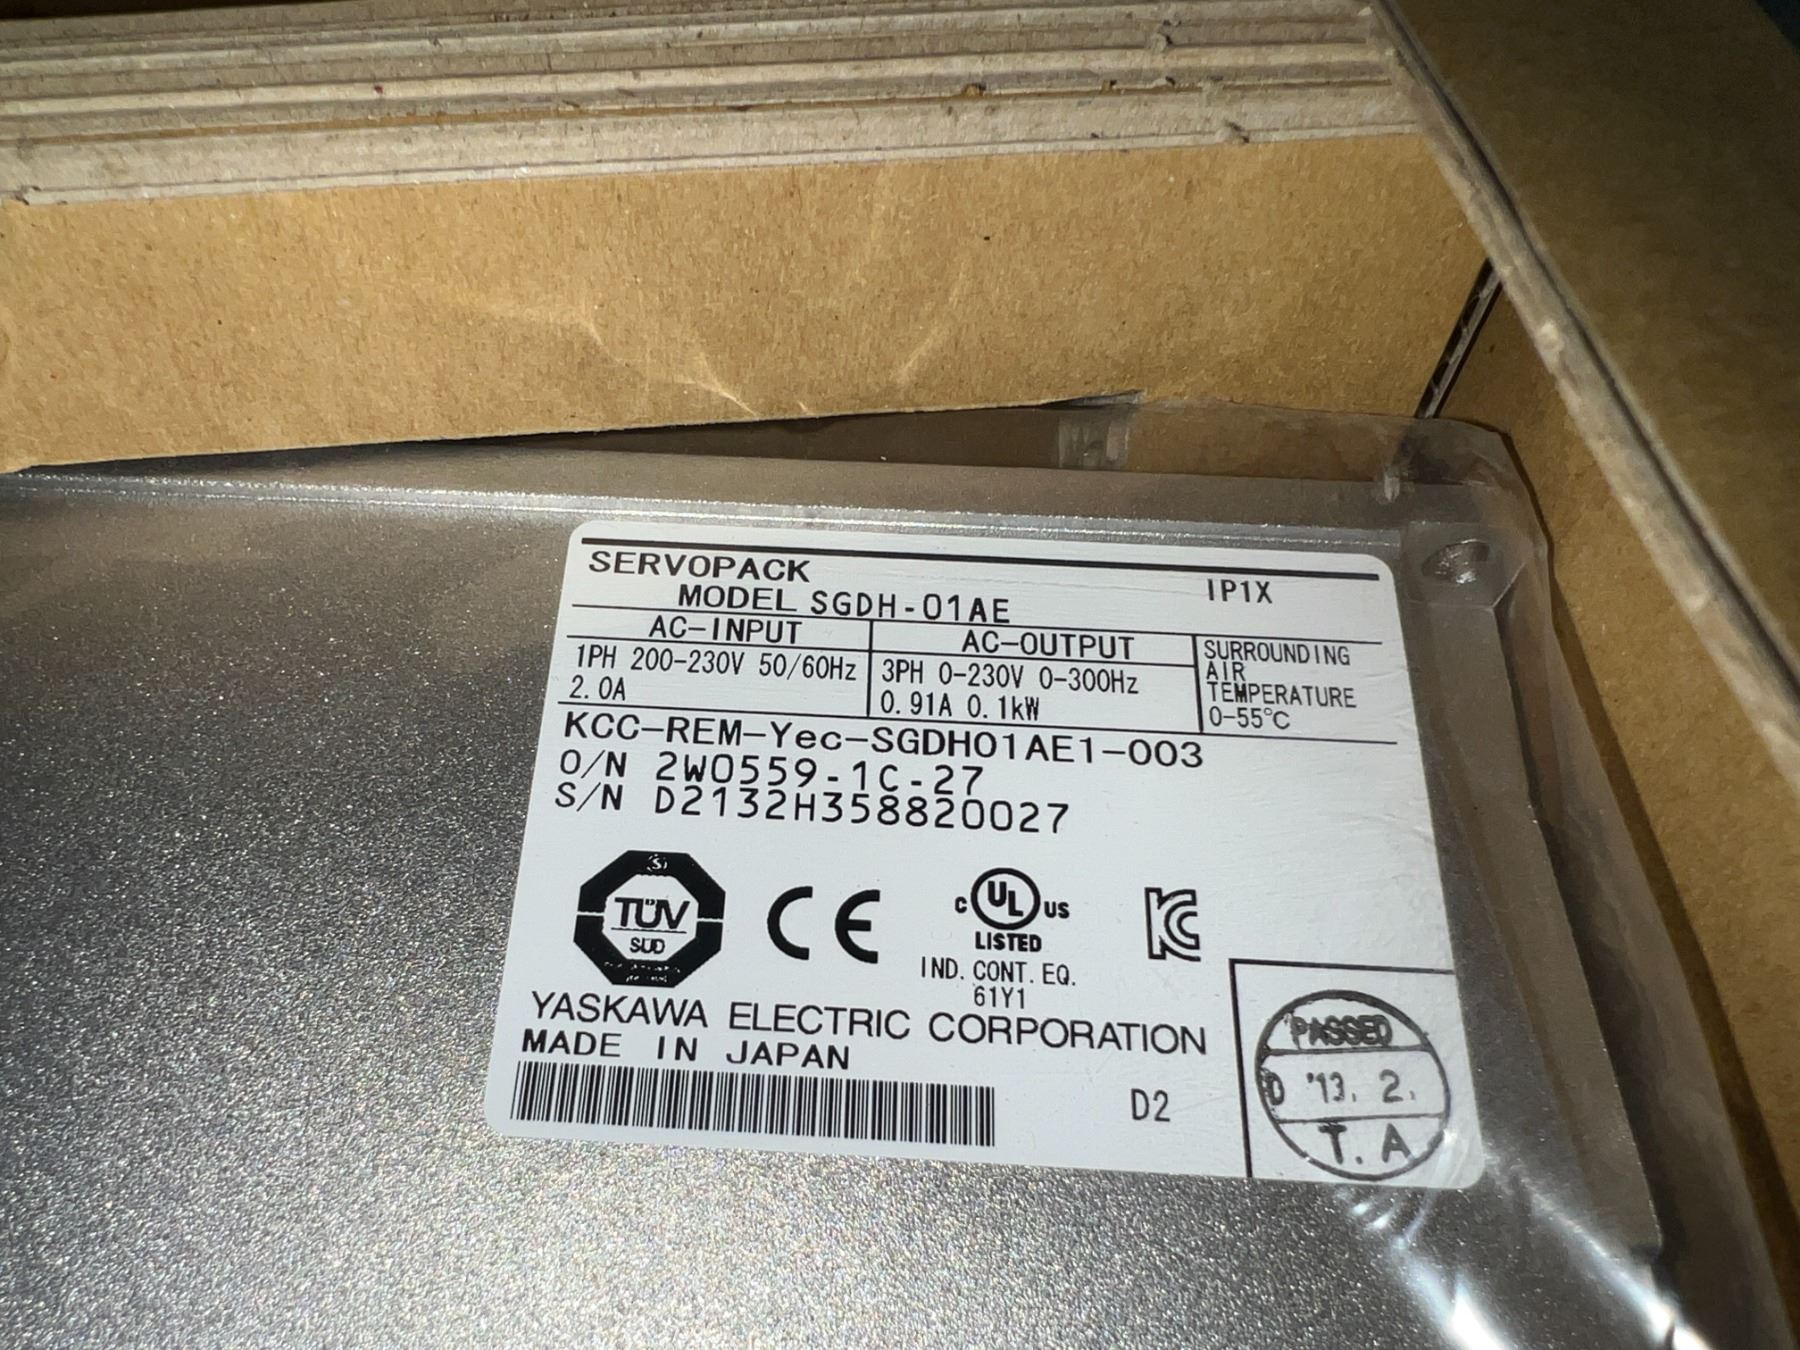 SERVOPACK
MODEL SGDH-01AE
IP1X
AC-INPUT
1PH 200-230V 50/60Hz
2.0A
AC-OUTPUT
3PH 0-230V 0-300Hz
0.91A 0.1kW
SURROUNDING
AIR
TEMPERATURE
0-55°C
KCC-REM-Yec-SGDH01AE1-003
O/N 2W0559-1C-27
S/N D2132H358820027
TÜV
SÜD
CE
C UL US
LISTED
IND. CONT. EQ.
61Y1
KC
YASKAWA ELECTRIC CORPORATION
MADE IN JAPAN
D2
PASSED
D '13. 2.
T. A